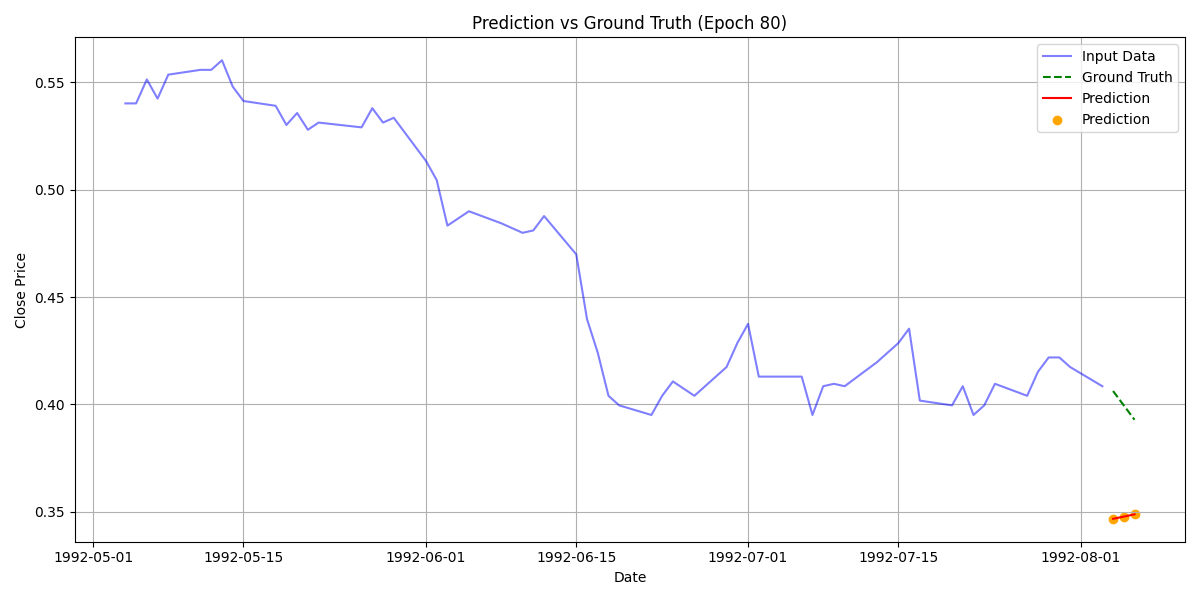 Prediction vs Ground Truth (Epoch 80)
Input Data
Ground Truth
Prediction
Prediction
Close Price
0.55
0.50
0.45
0.40
0.35
1992-05-01
1992-05-15
1992-06-01
1992-06-15
1992-07-01
1992-07-15
1992-08-01
Date